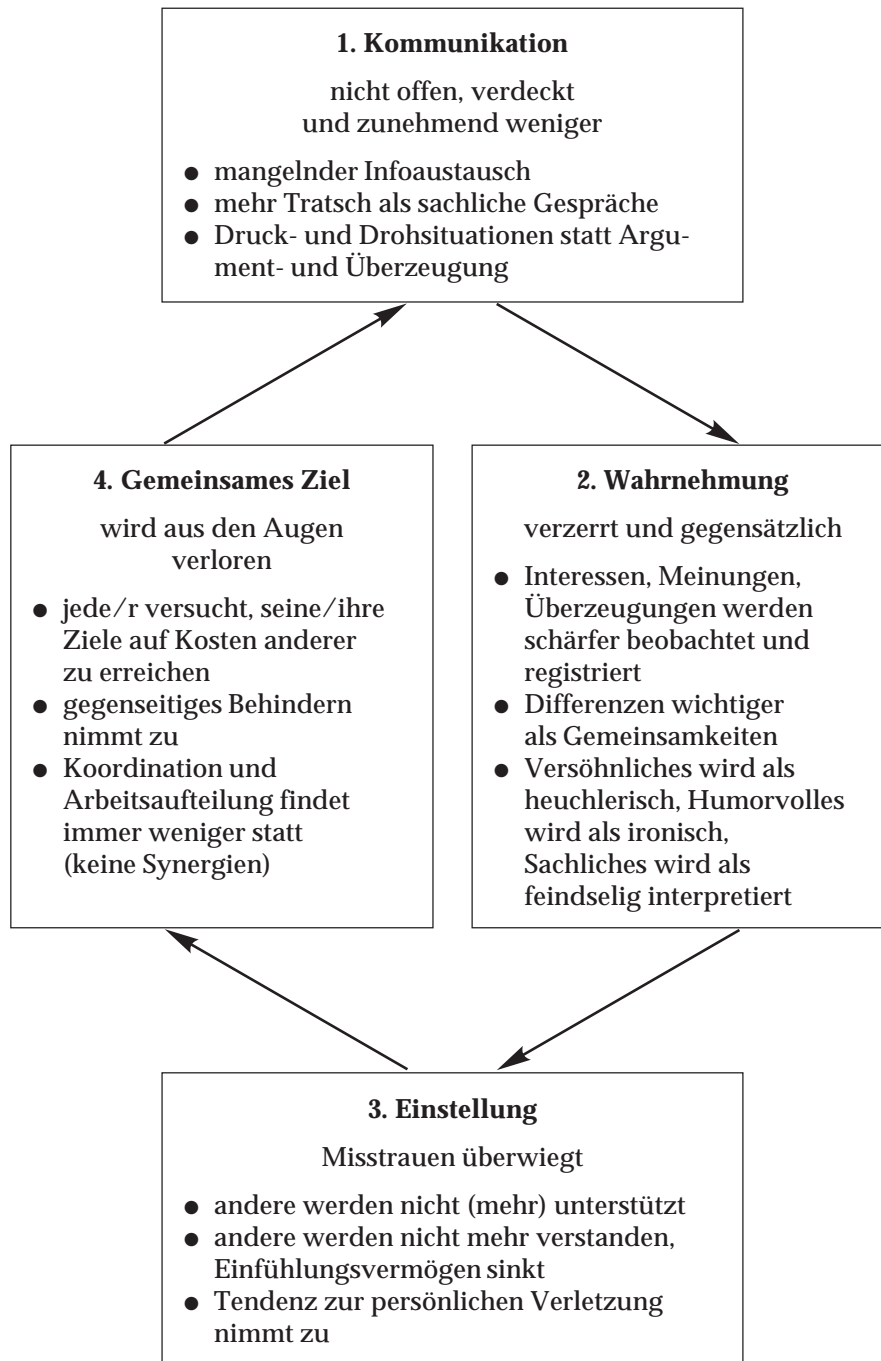 1. Kommunikation
nicht offen, verdeckt
und zunehmend weniger
● mangelnder Infoaustausch
● mehr Tratsch als sachliche Gespräche
● Druck- und Drohsituationen statt Argu-
ment- und Überzeugung
2. Wahrnehmung
verzerrt und gegensätzlich
● Interessen, Meinungen,
Überzeugungen werden
schärfer beobachtet und
registriert
● Differenzen wichtiger
als Gemeinsamkeiten
● Versöhnliches wird als
heuchlerisch, Humorvolles
wird als ironisch,
Sachliches wird als
feindselig interpretiert
3. Einstellung
Misstrauen überwiegt
● andere werden nicht (mehr) unterstützt
● andere werden nicht mehr verstanden,
Einfühlungsvermögen sinkt
● Tendenz zur persönlichen Verletzung
nimmt zu
4. Gemeinsames Ziel
wird aus den Augen
verloren
● jede/r versucht, seine/ihre
Ziele auf Kosten anderer
zu erreichen
● gegenseitiges Behindern
nimmt zu
● Koordination und
Arbeitsaufteilung findet
immer weniger statt
(keine Synergien)